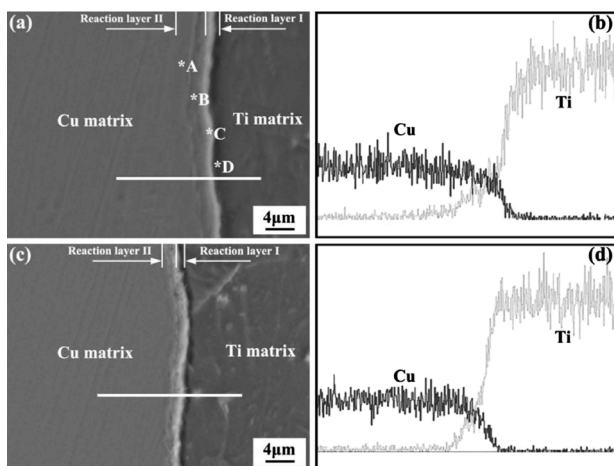 (a)
Reaction layer II
Reaction layer I
*A
*B
*C
*D
Cu matrix
Ti matrix
4μm
(b)
Cu
Ti
(c)
Reaction layer II
Reaction layer I
Cu matrix
Ti matrix
4μm
(d)
Cu
Ti